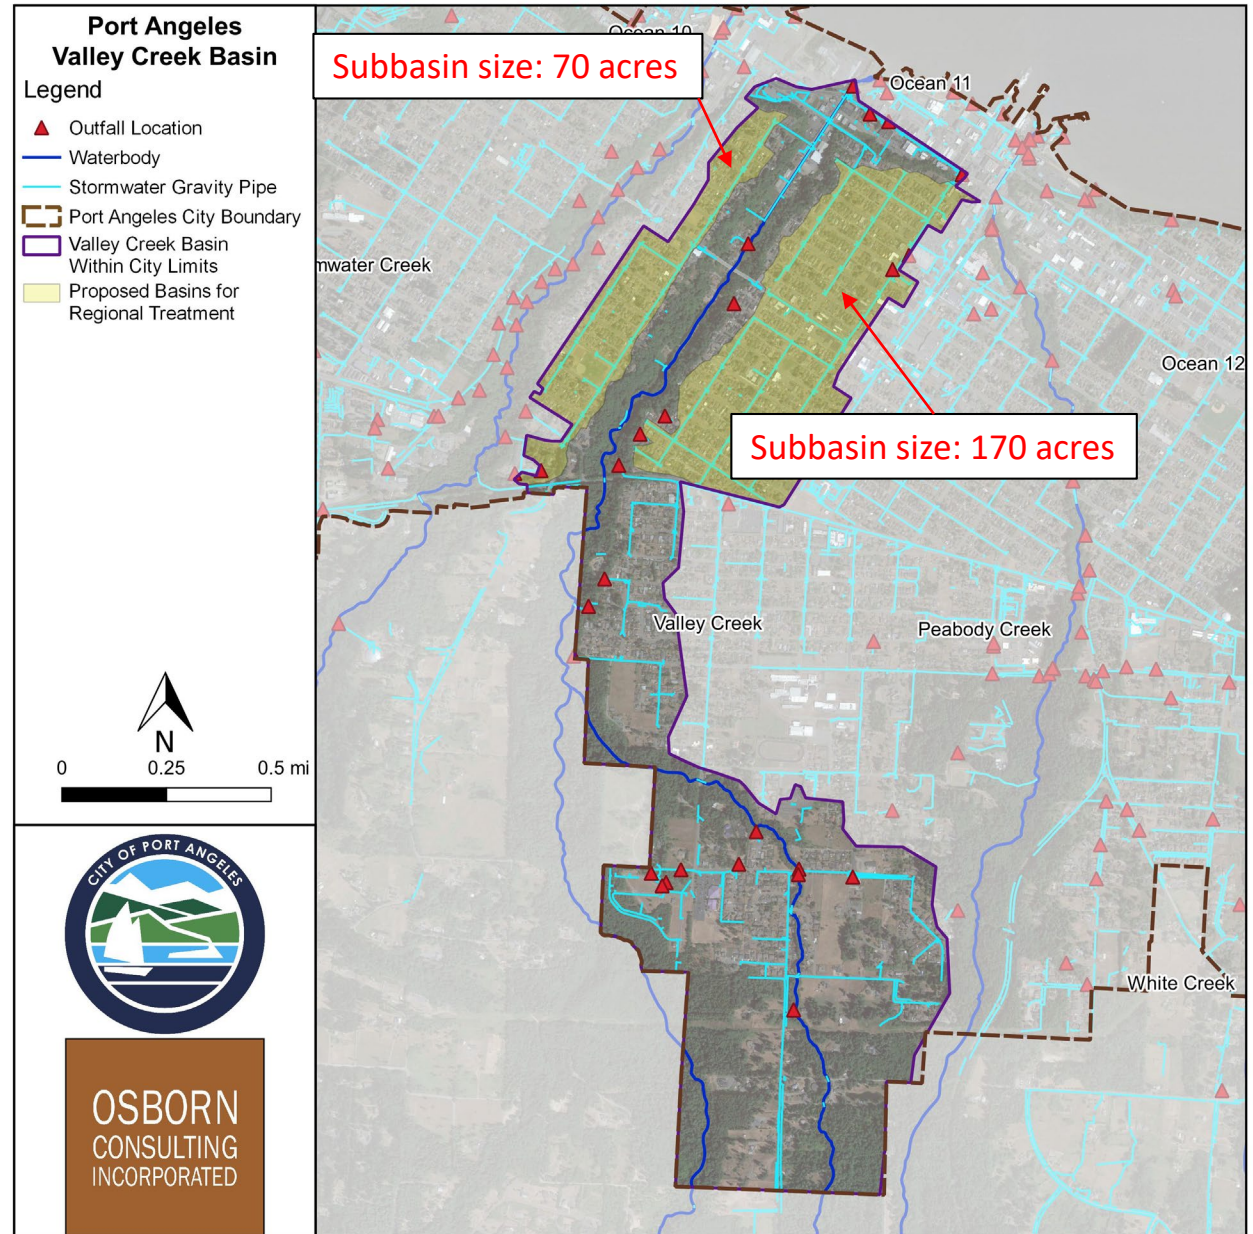 Port Angeles
Valley Creek Basin
Legend
Outfall Location
Waterbody
Stormwater Gravity Pipe
Port Angeles City Boundary
Valley Creek Basin
Within City Limits
Proposed Basins for
Regional Treatment
N
0 0.25 0.5 mi
CITY OF PORT ANGELES
OSBORN
CONSULTING
INCORPORATED
Ocean 10
Subbasin size: 70 acres
Ocean 11
mwater Creek
Ocean 12
Subbasin size: 170 acres
Valley Creek
Peabody Creek
White Creek